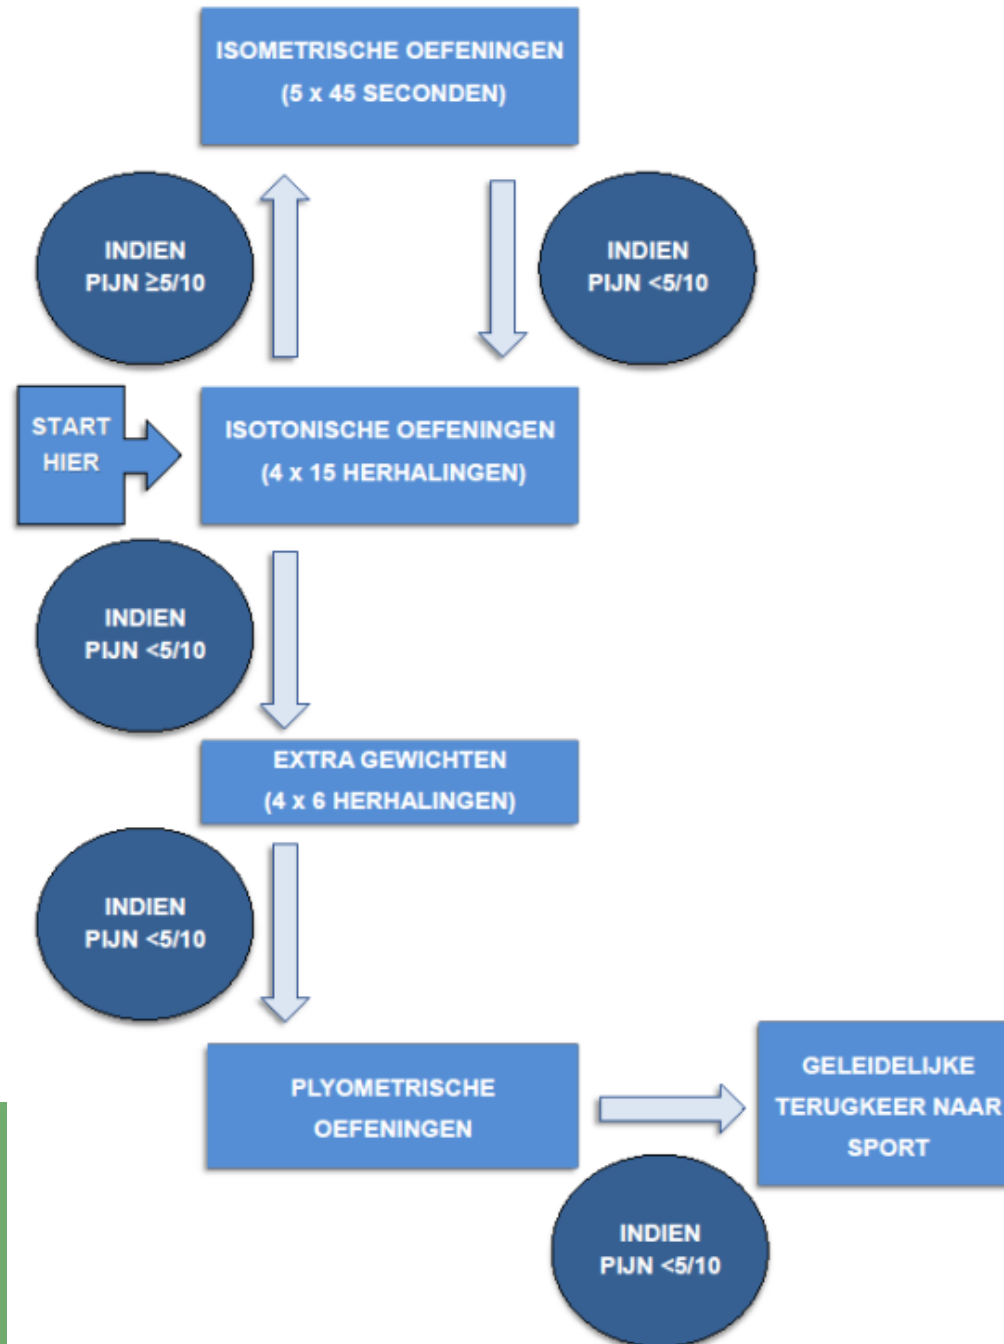 ISOMETRISCHE OEFENINGEN
(5 x 45 SECONDEN)
INDIEN
PIJN ≥5/10
INDIEN
PIJN <5/10
START
HIER
ISOTONISCHE OEFENINGEN
(4 x 15 HERHALINGEN)
INDIEN
PIJN <5/10
EXTRA GEWICHTEN
(4 x 6 HERHALINGEN)
INDIEN
PIJN <5/10
PLYOMETRISCHE
OEFENINGEN
GELEIDELIJKE
TERUGKEER NAAR
SPORT
INDIEN
PIJN <5/10